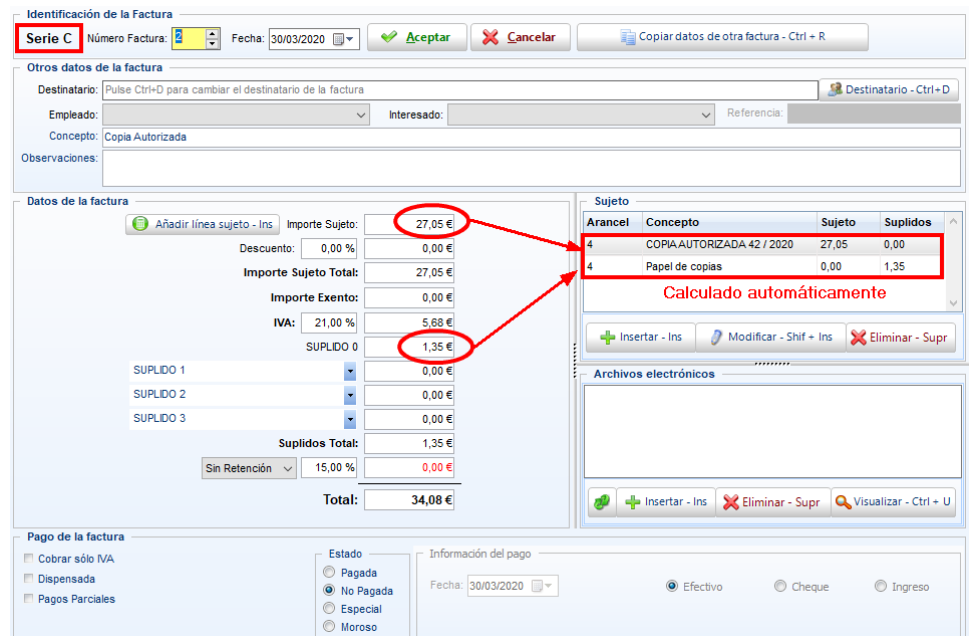 Identificación de la Factura
Serie C Número Factura: 2 Fecha: 30/03/2020 Aceptar Cancelar Copiar datos de otra factura - Ctrl + R
Otros datos de la factura
Destinatario: Pulse Ctrl+D para cambiar el destinatario de la factura Destinatario - Ctrl+D
Empleado: Interesado: Referencia:
Concepto: Copia Autorizada
Observaciones:
Datos de la factura
Añadir línea sujeto - Ins Importe Sujeto: 27,05 €
Descuento: 0,00 % 0,00 €
Importe Sujeto Total: 27,05 €
Importe Exento: 0,00 €
IVA: 21,00 % 5,68 €
SUPLIDO 0 1,35 €
SUPLIDO 1 0,00 €
SUPLIDO 2 0,00 €
SUPLIDO 3 0,00 €
Suplidos Total: 1,35 €
Sin Retención 15,00 % 0,00 €
Total: 34,08 €
Sujeto
Arancel Concepto Sujeto Suplidos
4 COPIA AUTORIZADA 42 / 2020 27,05 0,00
4 Papel de copias 0,00 1,35
Calculado automáticamente
Insertar - Ins Modificar - Shif + Ins Eliminar - Supr
Archivos electrónicos
Insertar - Ins Eliminar - Supr Visualizar - Ctrl + U
Pago de la factura
Cobrar sólo IVA
Dispensada
Pagos Parciales
Estado
Pagada
No Pagada
Especial
Moroso
Información del pago
Fecha: 30/03/2020 Efectivo Cheque Ingreso